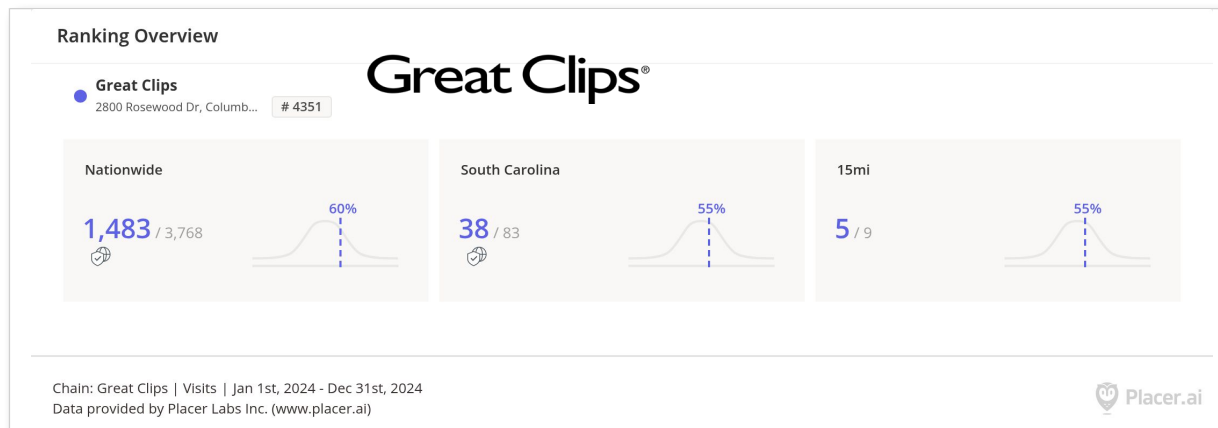 Ranking Overview
Great Clips®
Great Clips
2800 Rosewood Dr, Columb... # 4351
Nationwide
60%
1,483 / 3,768
South Carolina
55%
38 / 83
15mi
55%
5 / 9
Chain: Great Clips | Visits | Jan 1st, 2024 - Dec 31st, 2024
Data provided by Placer Labs Inc. (www.placer.ai)
Placer.ai